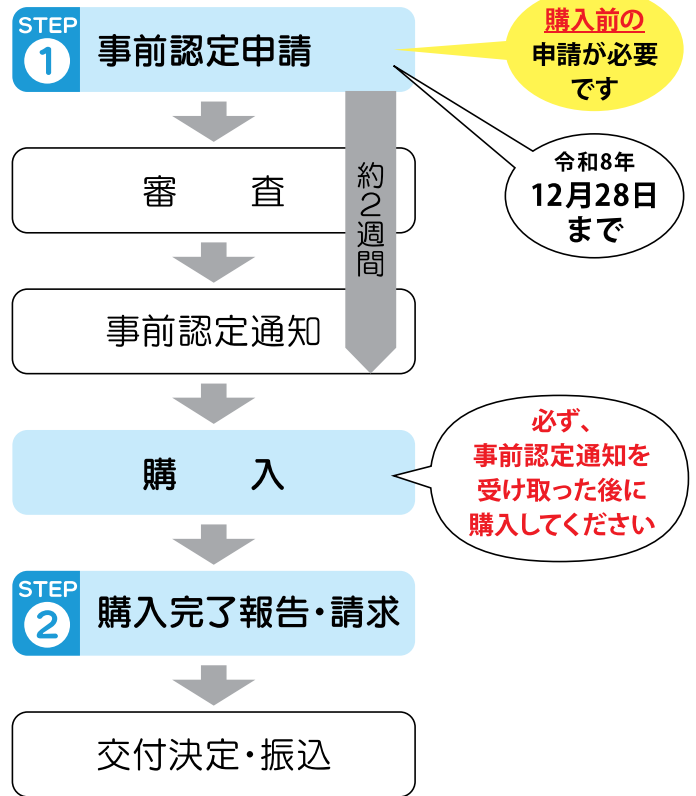 STEP
1
事前認定申請
購入前の
申請が必要
です
令和8年
12月28日
まで
審　査
約2週間
事前認定通知
購　入
必ず、
事前認定通知を
受け取った後に
購入してください
STEP
2
購入完了報告・請求
交付決定・振込